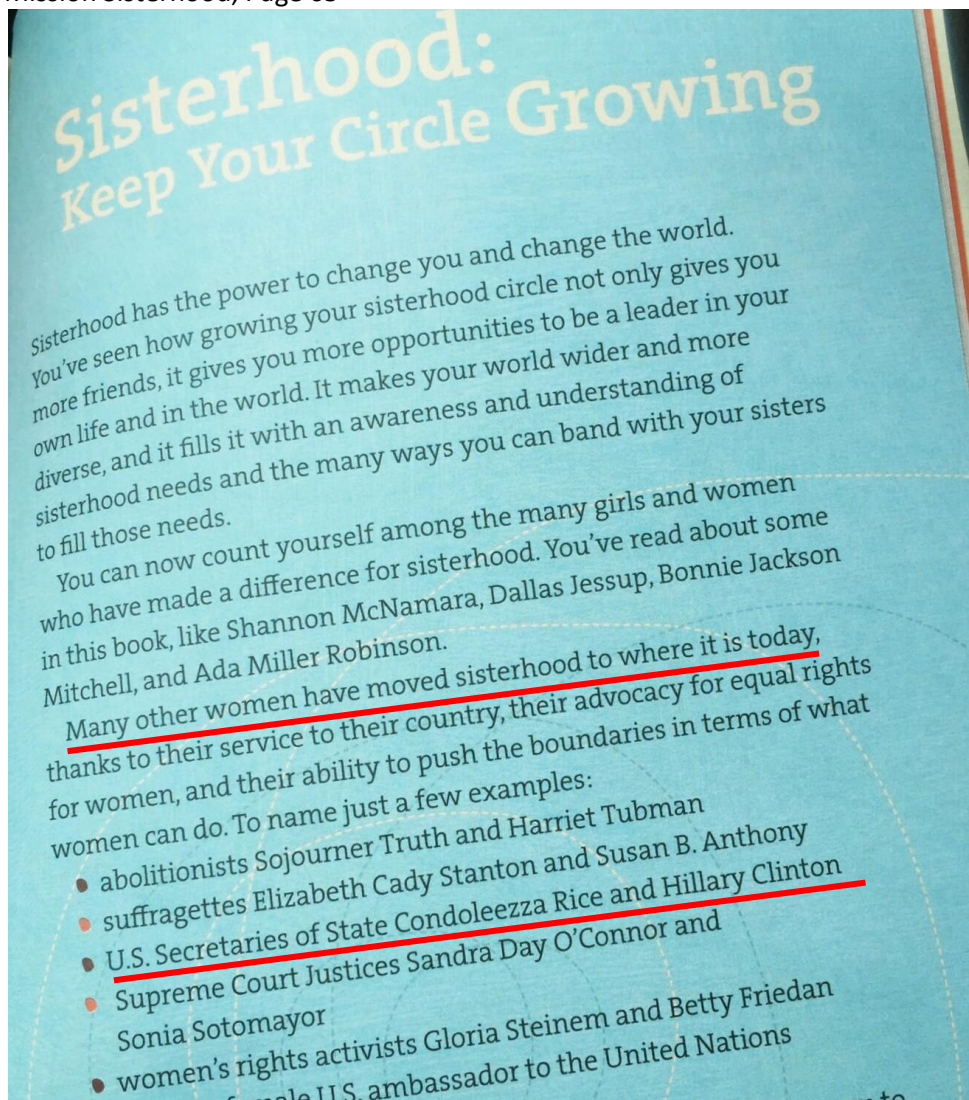 Mission Sisterhood, Page 
Sisterhood:
Keep Your Circle Growing
Sisterhood has the power to change you and change the world.
You've seen how growing your sisterhood circle not only gives you
more friends, it gives you more opportunities to be a leader in your
own life and in the world. It makes your world wider and more
diverse, and it fills it with an awareness and understanding of
sisterhood needs and the many ways you can band with your sisters
to fill those needs.
You can now count yourself among the many girls and women
who have made a difference for sisterhood. You've read about some
in this book, like Shannon McNamara, Dallas Jessup, Bonnie Jackson
Mitchell, and Ada Miller Robinson.
Many other women have moved sisterhood to where it is today,
thanks to their service to their country, their advocacy for equal rights
for women, and their ability to push the boundaries in terms of what
women can do. To name just a few examples:
• abolitionists Sojourner Truth and Harriet Tubman
• suffragettes Elizabeth Cady Stanton and Susan B. Anthony
• U.S. Secretaries of State Condoleezza Rice and Hillary Clinton
• Supreme Court Justices Sandra Day O'Connor and
Sonia Sotomayor
• women's rights activists Gloria Steinem and Betty Friedan
U.S. ambassador to the United Nations
to